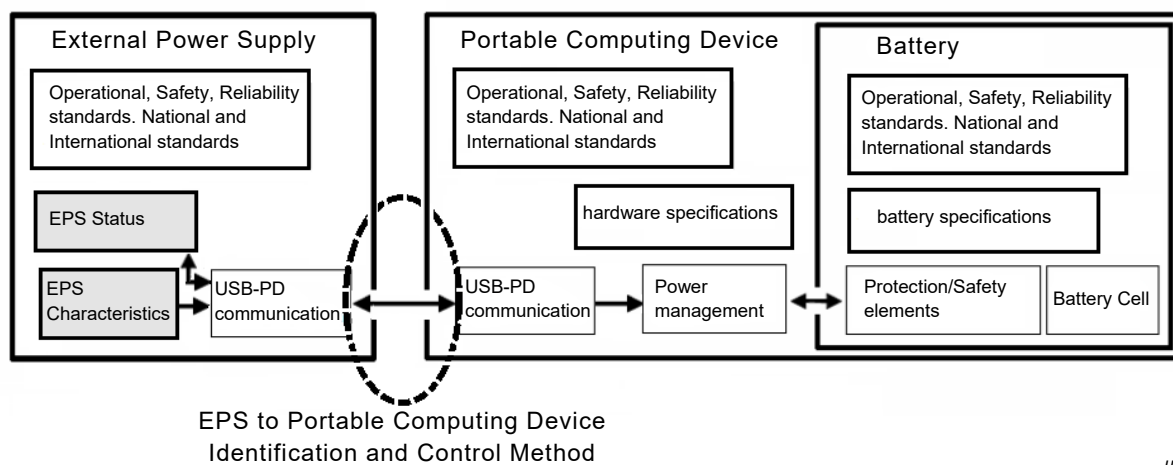 External Power Supply
Operational, Safety, Reliability
standards. National and
International standards
EPS Status
EPS
Characteristics
USB-PD
communication
Portable Computing Device
Operational, Safety, Reliability
standards. National and
International standards
hardware specifications
USB-PD
communication
Power
management
Battery
Operational, Safety, Reliability
standards. National and
International standards
battery specifications
Protection/Safety
elements
Battery Cell
EPS to Portable Computing Device
Identification and Control Method